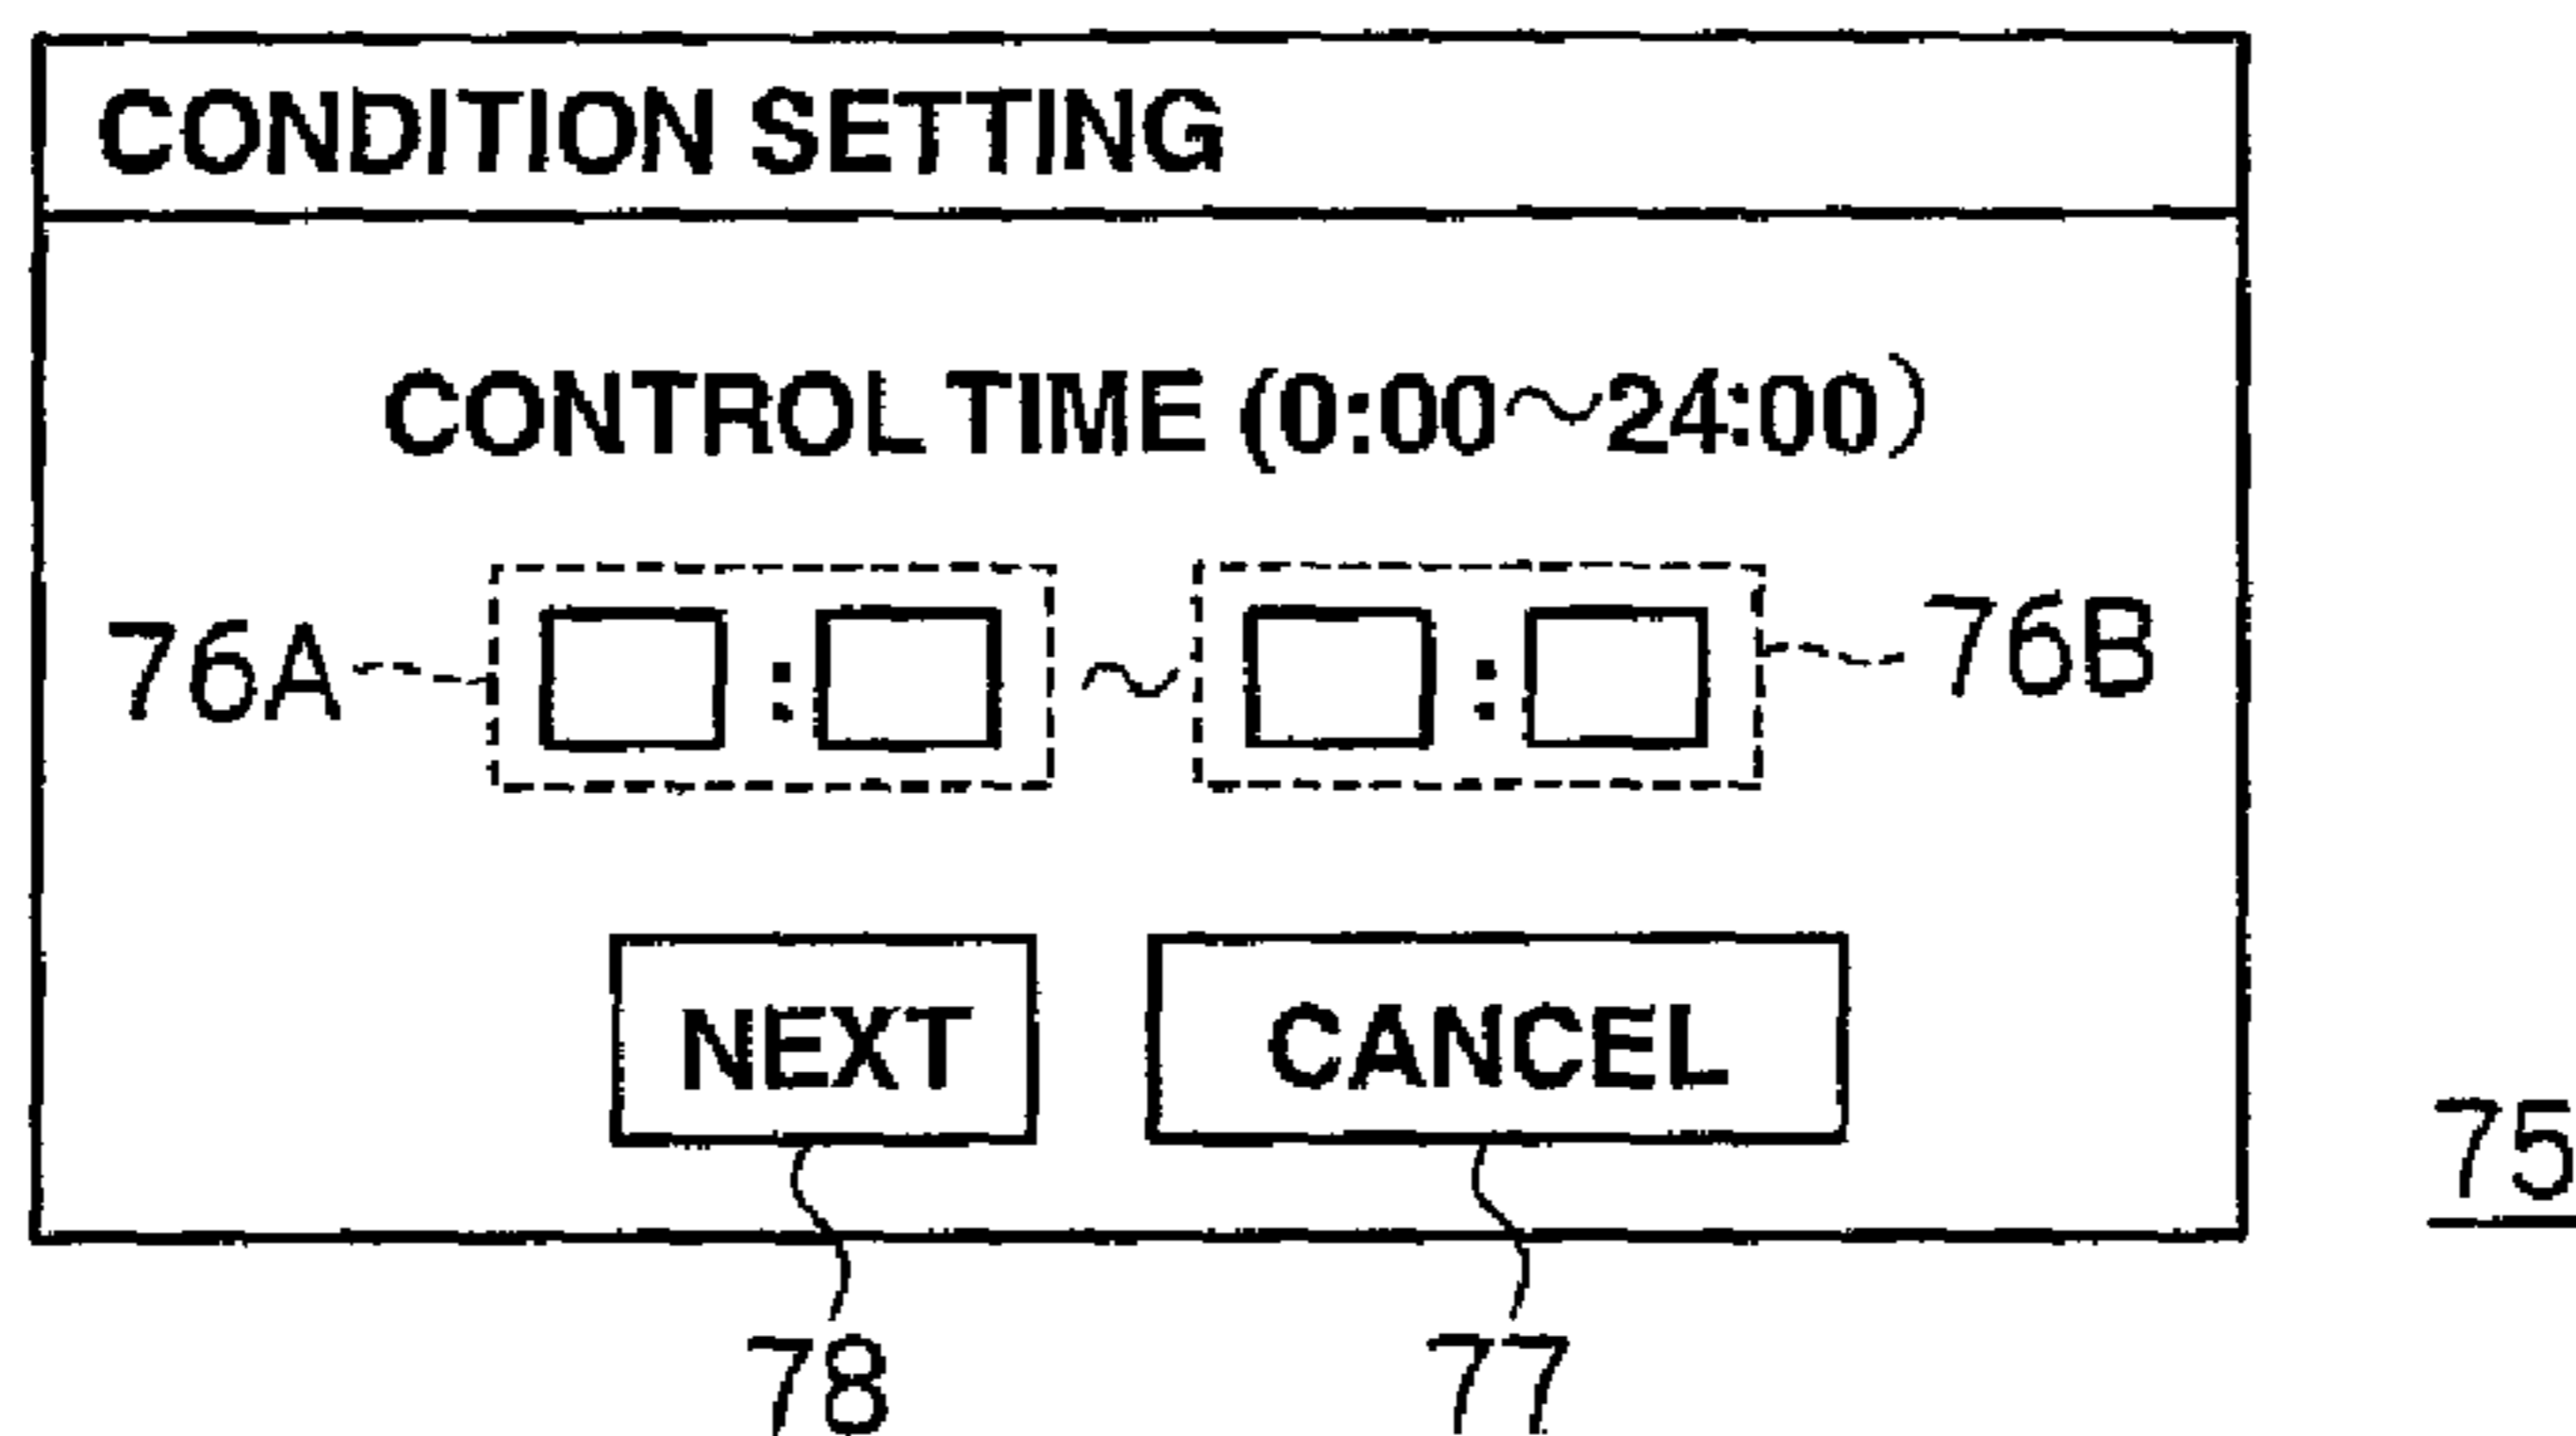 CONDITION SETTING
CONTROL TIME (0:00～24:00)
76A : ～ : 76B
NEXT CANCEL
75
78 77